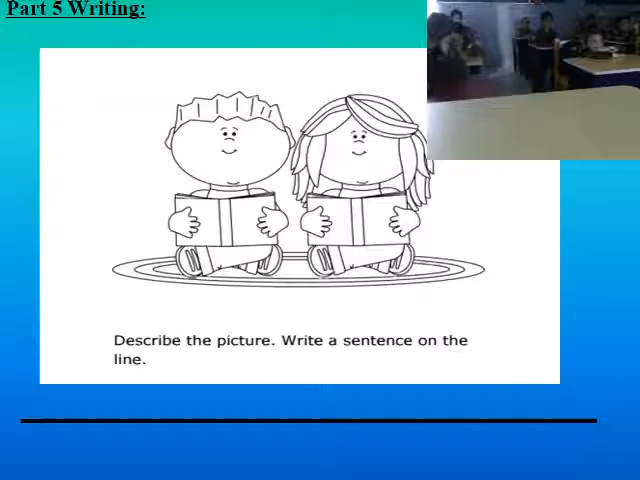 Part 5 Writing:
Describe the picture. Write a sentence on the
line.